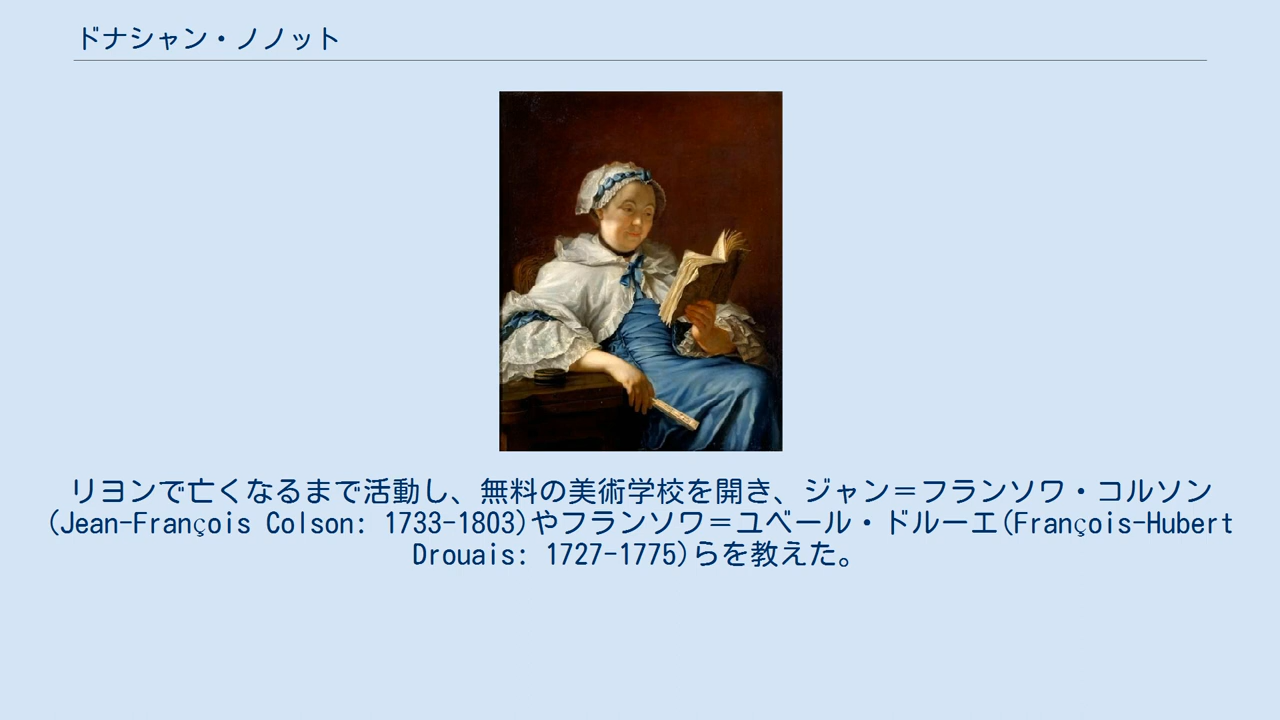 ドナシャン・ノノット
リヨンで亡くなるまで活動し、無料の美術学校を開き、ジャン＝フランソワ・コルソン
(Jean-François Colson: 1733-1803)やフランソワ＝ユベール・ドルーエ(François-Hubert
Drouais: 1727-1775)らを教えた。